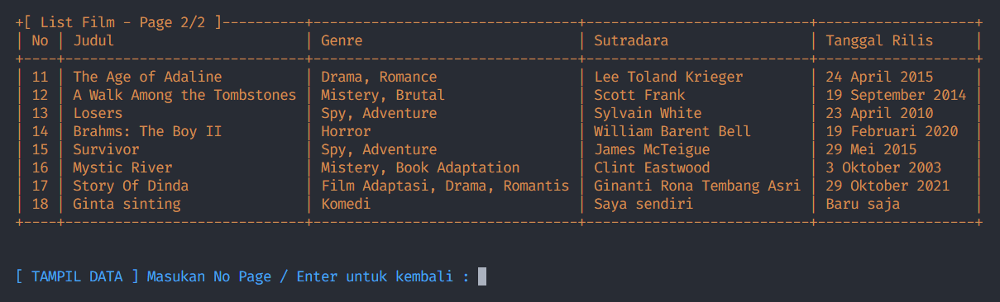 +[ List Film - Page 2/2 ]----------+--------------------------------+---------------------------+-------------------+
| No | Judul                       | Genre                          | Sutradara                 | Tanggal Rilis     |
+----+-----------------------------+--------------------------------+---------------------------+-------------------+
| 11 | The Age of Adaline          | Drama, Romance                 | Lee Toland Krieger        | 24 April 2015     |
| 12 | A Walk Among the Tombstones | Mistery, Brutal                | Scott Frank               | 19 September 2014 |
| 13 | Losers                      | Spy, Adventure                 | Sylvain White             | 23 April 2010     |
| 14 | Brahms: The Boy II          | Horror                         | William Barent Bell       | 19 Februari 2020  |
| 15 | Survivor                    | Spy, Adventure                 | James McTeigue            | 29 Mei 2015       |
| 16 | Mystic River                | Mistery, Book Adaptation       | Clint Eastwood            | 3 Oktober 2003    |
| 17 | Story Of Dinda              | Film Adaptasi, Drama, Romantis | Ginanti Rona Tembang Asri | 29 Oktober 2021   |
| 18 | Ginta sinting               | Komedi                         | Saya sendiri              | Baru saja         |
+----+-----------------------------+--------------------------------+---------------------------+-------------------+
[ TAMPIL DATA ] Masukan No Page / Enter untuk kembali :